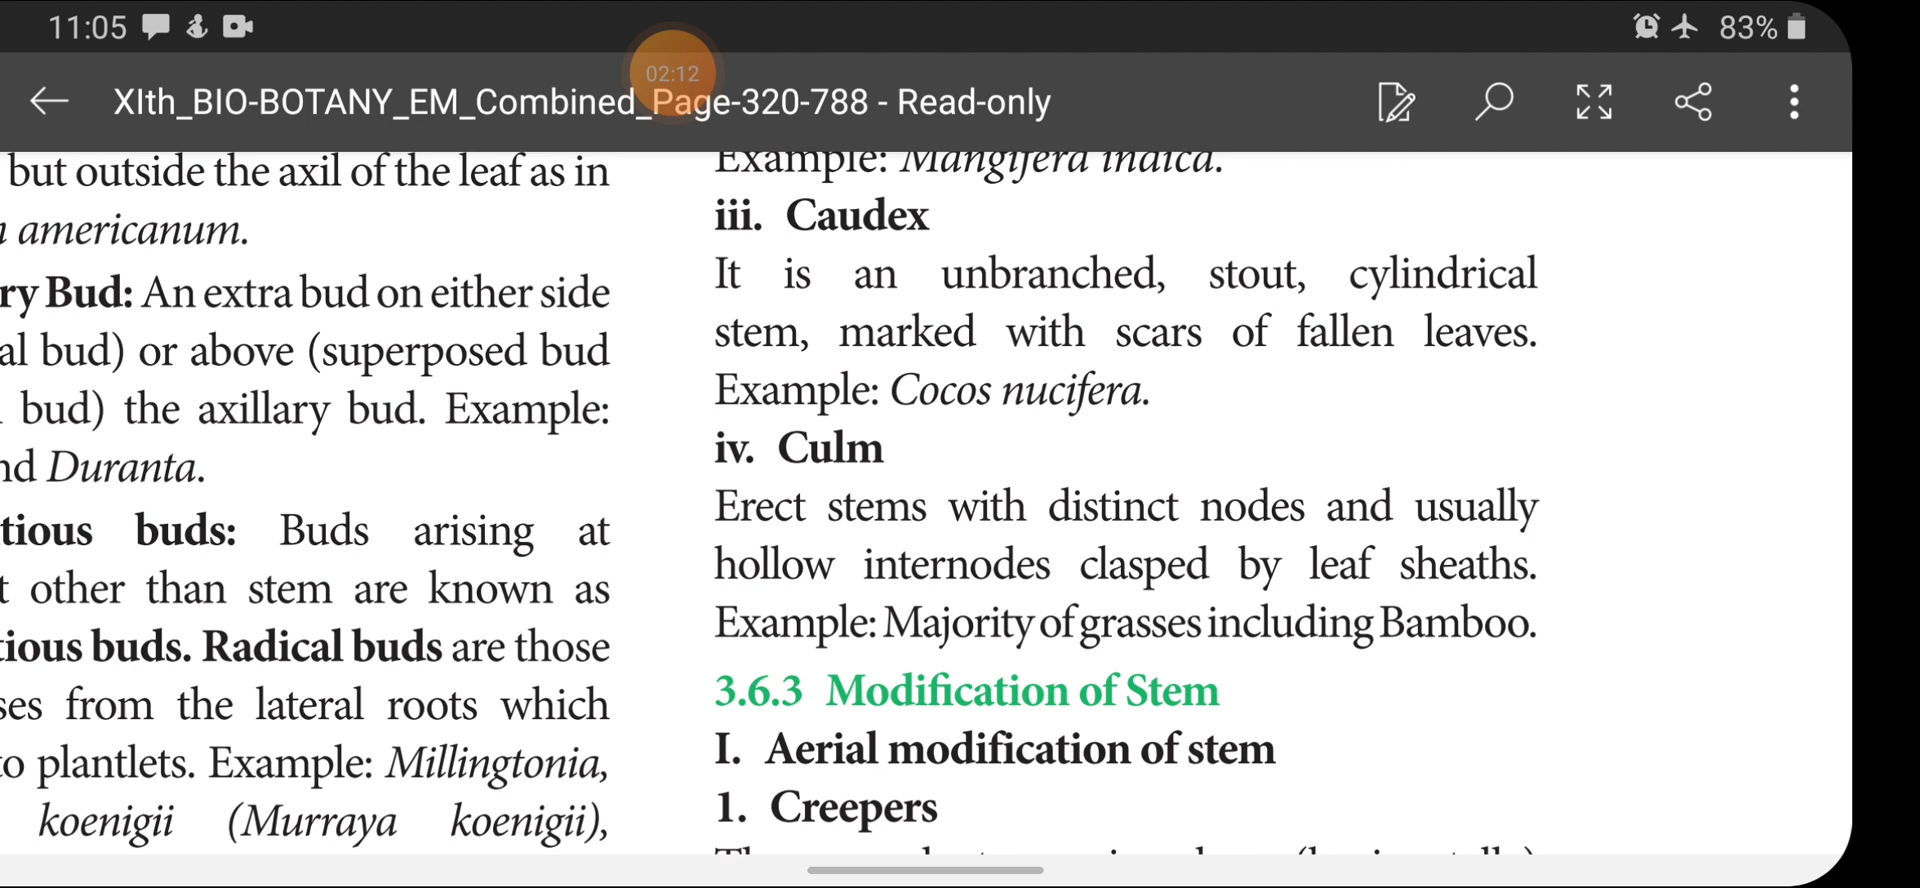 11:05
83%
02:12
XIth_BIO-BOTANY_EM_Combined_Page-320-788 - Read-only
but outside the axil of the leaf as in
americanum.
ry Bud: An extra bud on either side
al bud) or above (superposed bud
bud) the axillary bud. Example:
nd Duranta.
tious buds: Buds arising at
t other than stem are known as
tious buds. Radical buds are those
ses from the lateral roots which
to plantlets. Example: Millingtonia,
koenigii (Murraya koenigii),
Example: Mangifera indica.
iii. Caudex
It is an unbranched, stout, cylindrical
stem, marked with scars of fallen leaves.
Example: Cocos nucifera.
iv. Culm
Erect stems with distinct nodes and usually
hollow internodes clasped by leaf sheaths.
Example: Majority of grasses including Bamboo.
3.6.3 Modification of Stem
I. Aerial modification of stem
1. Creepers